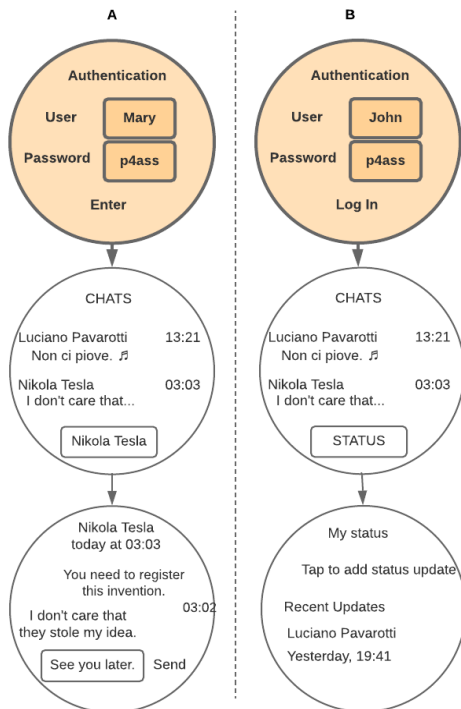 A
Authentication
User Mary
Password p4ass
Enter
CHATS
Luciano Pavarotti 13:21
Non ci piove. ♬
Nikola Tesla 03:03
I don't care that...
Nikola Tesla
Nikola Tesla
today at 03:03
You need to register
this invention.
03:02
I don't care that
they stole my idea.
See you later. Send
B
Authentication
User John
Password p4ass
Log In
CHATS
Luciano Pavarotti 13:21
Non ci piove. ♬
Nikola Tesla 03:03
I don't care that...
STATUS
My status
Tap to add status update
Recent Updates
Luciano Pavarotti
Yesterday, 19:41